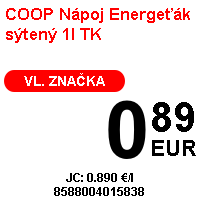 COOP Nápoj Energeťák
sýtený 1l TK
VL. ZNAČKA
0 89
EUR
JC: 0.890 €/l
8588004015838